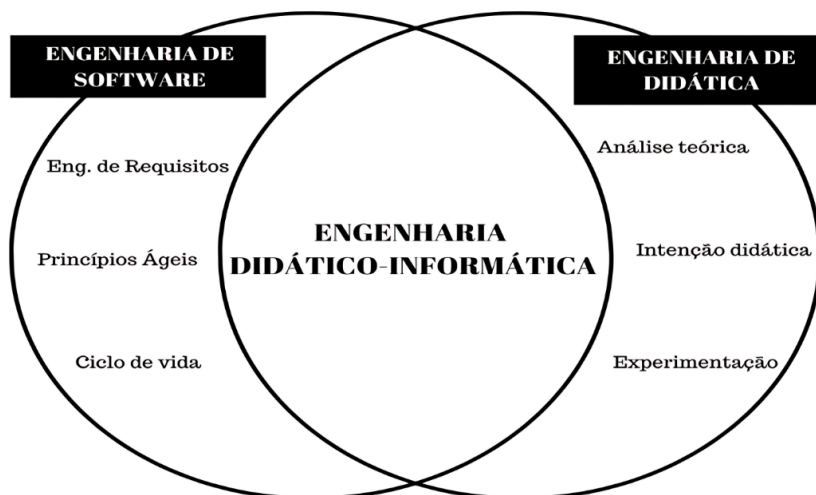 ENGENHARIA DE
SOFTWARE
Eng. de Requisitos
Princípios Ágeis
Ciclo de vida
ENGENHARIA
DIDÁTICO-INFORMÁTICA
ENGENHARIA DE
DIDÁTICA
Análise teórica
Intenção didática
Experimentação